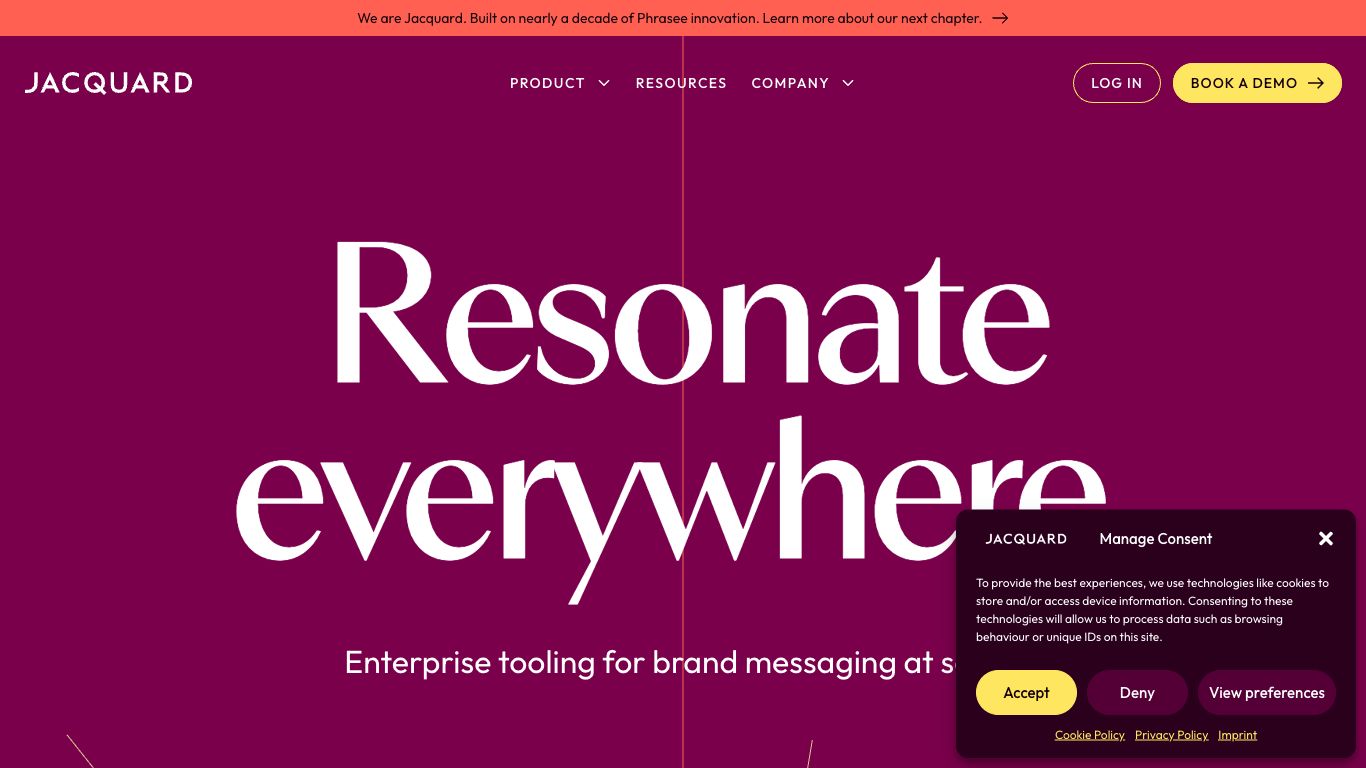 We are Jacquard. Built on nearly a decade of Phrasee innovation. Learn more about our next chapter.
JACQUARD
PRODUCT
RESOURCES
COMPANY
LOG IN
BOOK A DEMO
Resonate
everywhere
Enterprise tooling for brand messaging at
JACQUARD
Manage Consent
To provide the best experiences, we use technologies like cookies to
store and/or access device information. Consenting to these
technologies will allow us to process data such as browsing
behaviour or unique IDs on this site.
Accept
Deny
View preferences
Cookie Policy
Privacy Policy
Imprint